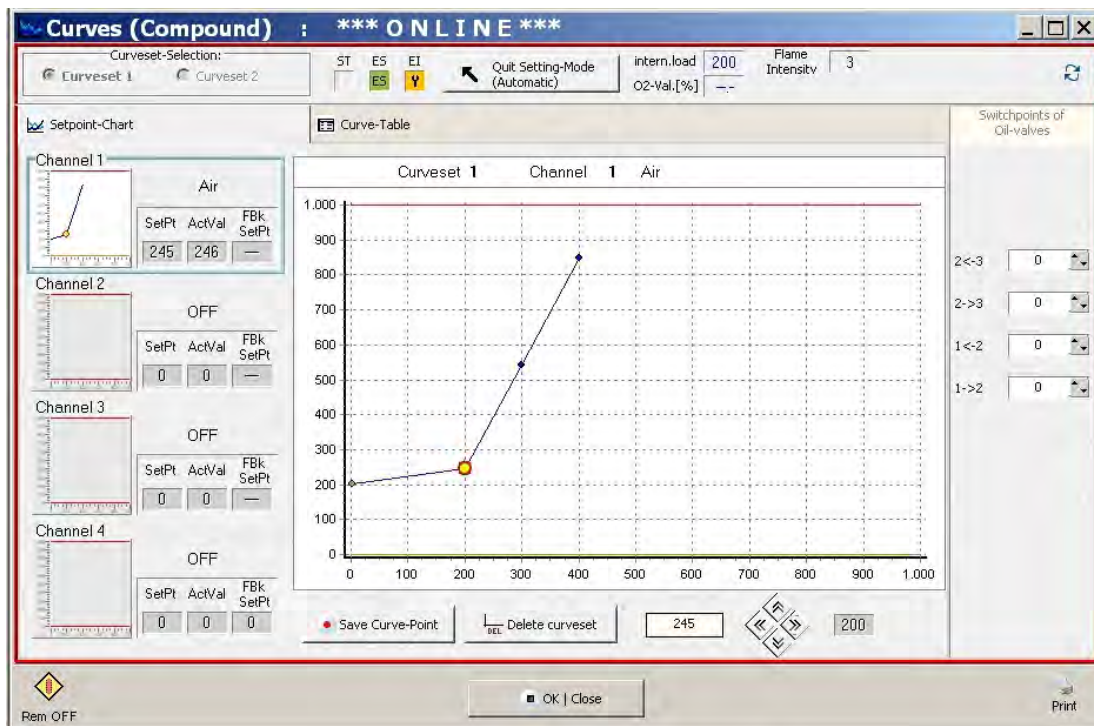 Curves (Compound) : *** O N L I N E ***
Curveset-Selection:
Curveset 1 Curveset 2
ST ES EI
ES Y
Quit Setting-Mode
(Automatic)
intern.load 200
O2-Val.[%] --.-
Flame
Intensity 3
Setpoint-Chart
Curve-Table
Switchpoints of
Oil-valves
Channel 1
Air
SetPt ActVal FBk
SetPt
245 246 ---
Channel 2
OFF
SetPt ActVal FBk
SetPt
0 0 ---
Channel 3
OFF
SetPt ActVal FBk
SetPt
0 0 ---
Channel 4
OFF
SetPt ActVal FBk
SetPt
0 0 0
Curveset 1 Channel 1 Air
1.000
900
800
700
600
500
400
300
200
100
0
0 100 200 300 400 500 600 700 800 900 1.000
Save Curve-Point
DEL Delete curveset
245
200
2<-3 0
2->3 0
1<-2 0
1->2 0
Rem OFF
OK | Close
Print